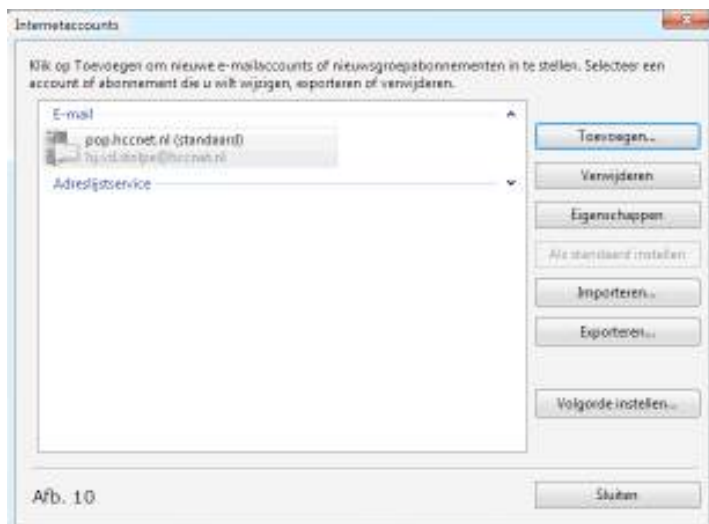 Internetaccounts
Klik op Toevoegen om nieuwe e-mailaccounts of nieuwsgroepabonnementen in te stellen. Selecteer een
account of abonnement die u wilt wijzigen, exporteren of verwijderen.
E-mail
pop.hccnet.nl (standaard)
Adreslijstservice
Toevoegen...
Verwijderen
Eigenschappen
Als standaard instellen
Importeren...
Exporteren...
Volgorde instellen...
Afb. 10
Sluiten